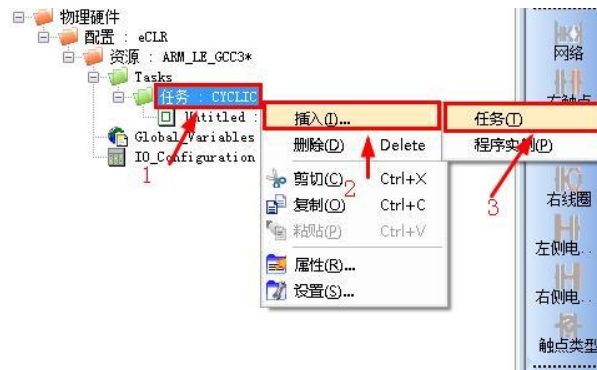 物理硬件
配置 : eCLR
资源 : ARM_LE_GCC3*
Tasks
任务 : CYCLIC
Untitled :
Global_Variables
IO_Configuration
1
插入(I)...
删除(D) Delete
剪切(C) Ctrl+X
复制(O) Ctrl+C
粘贴(P) Ctrl+V
属性(R)...
设置(S)...
2
任务(T)
程序实例(P)
3
网络
右线圈
左侧电..
右侧电..
触点类型